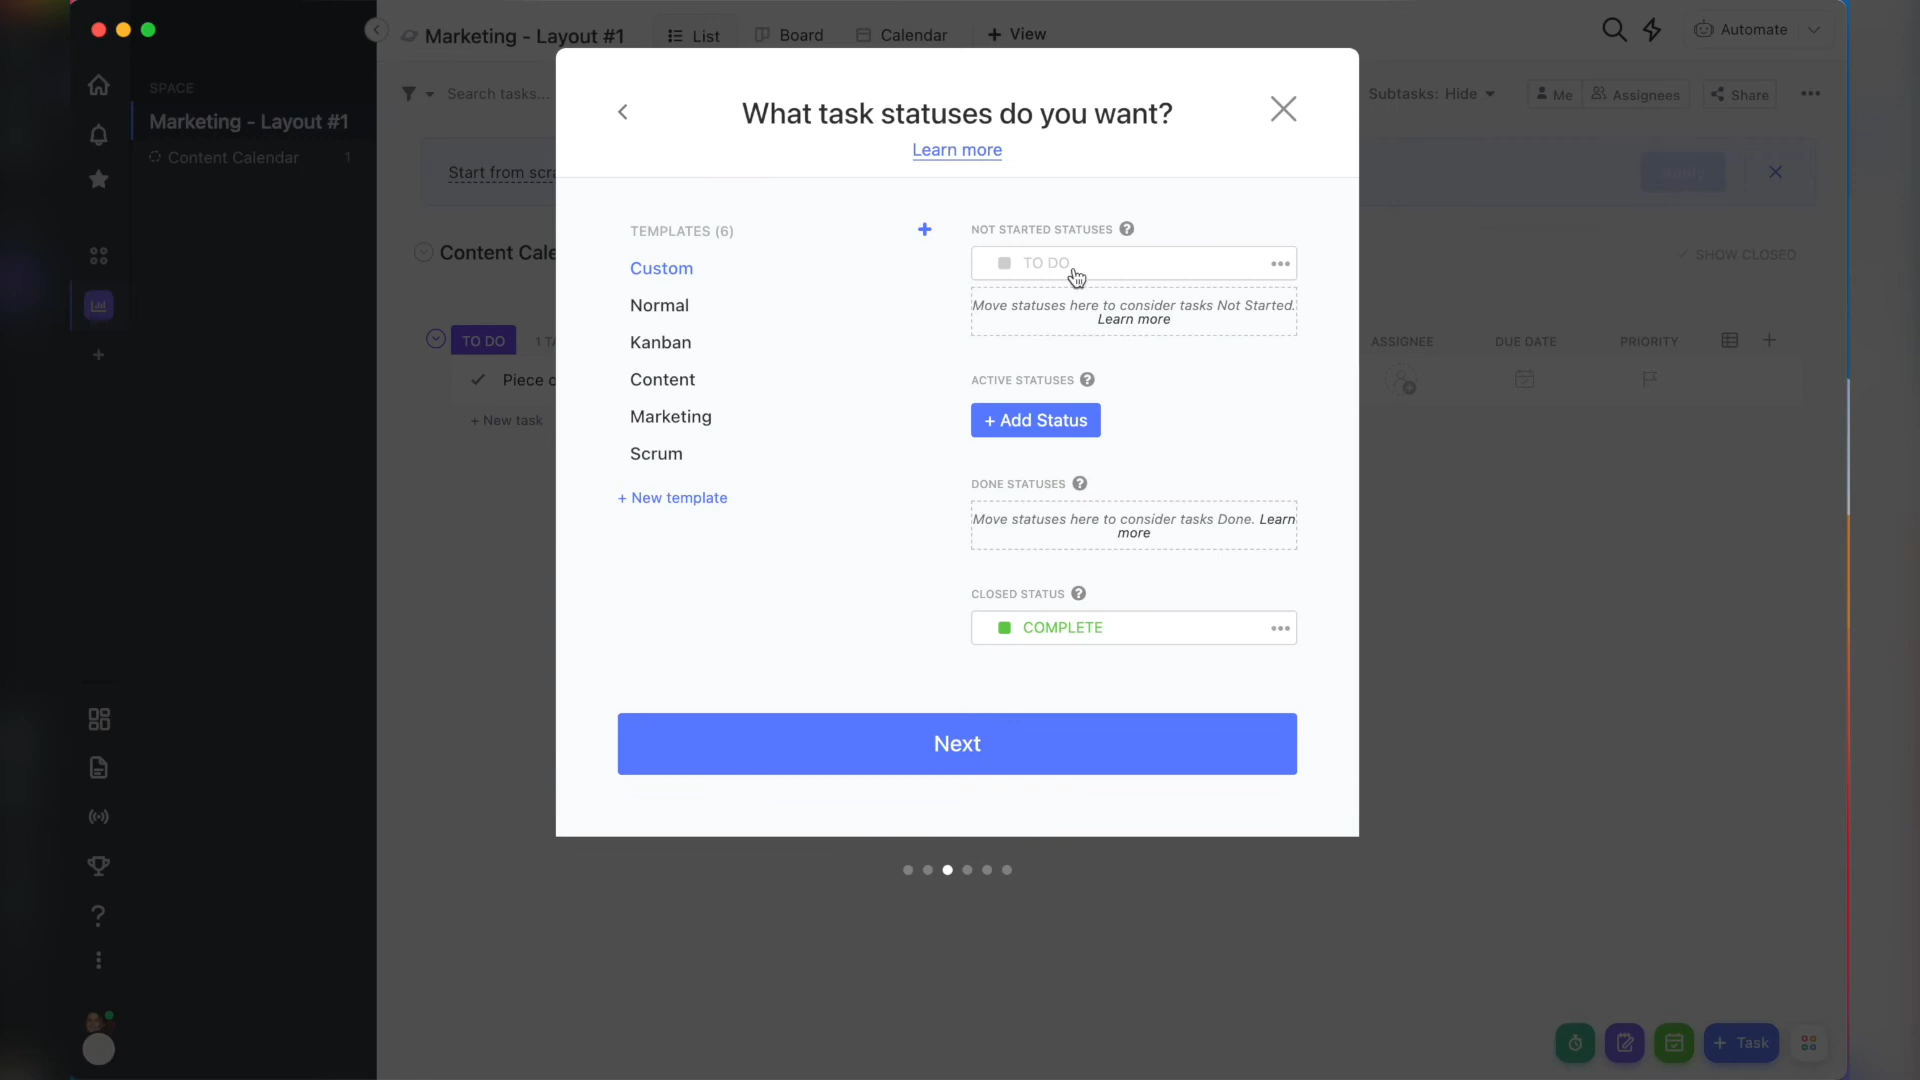 Marketing - Layout #1
List
Board
Calendar
+ View
Automate
SPACE
Marketing - Layout #1
Content Calendar 1
Search tasks...
Subtasks: Hide
Me
Assignees
Share
Start from scra
Content Cale
SHOW CLOSED
TO DO
1 TA
ASSIGNEE
DUE DATE
PRIORITY
Piece o
+ New task
What task statuses do you want?
Learn more
TEMPLATES (6)
Custom
Normal
Kanban
Content
Marketing
Scrum
+ New template
NOT STARTED STATUSES ?
TO DO
Move statuses here to consider tasks Not Started.
Learn more
ACTIVE STATUSES ?
+ Add Status
DONE STATUSES ?
Move statuses here to consider tasks Done. Learn
more
CLOSED STATUS ?
COMPLETE
Next
+ Task